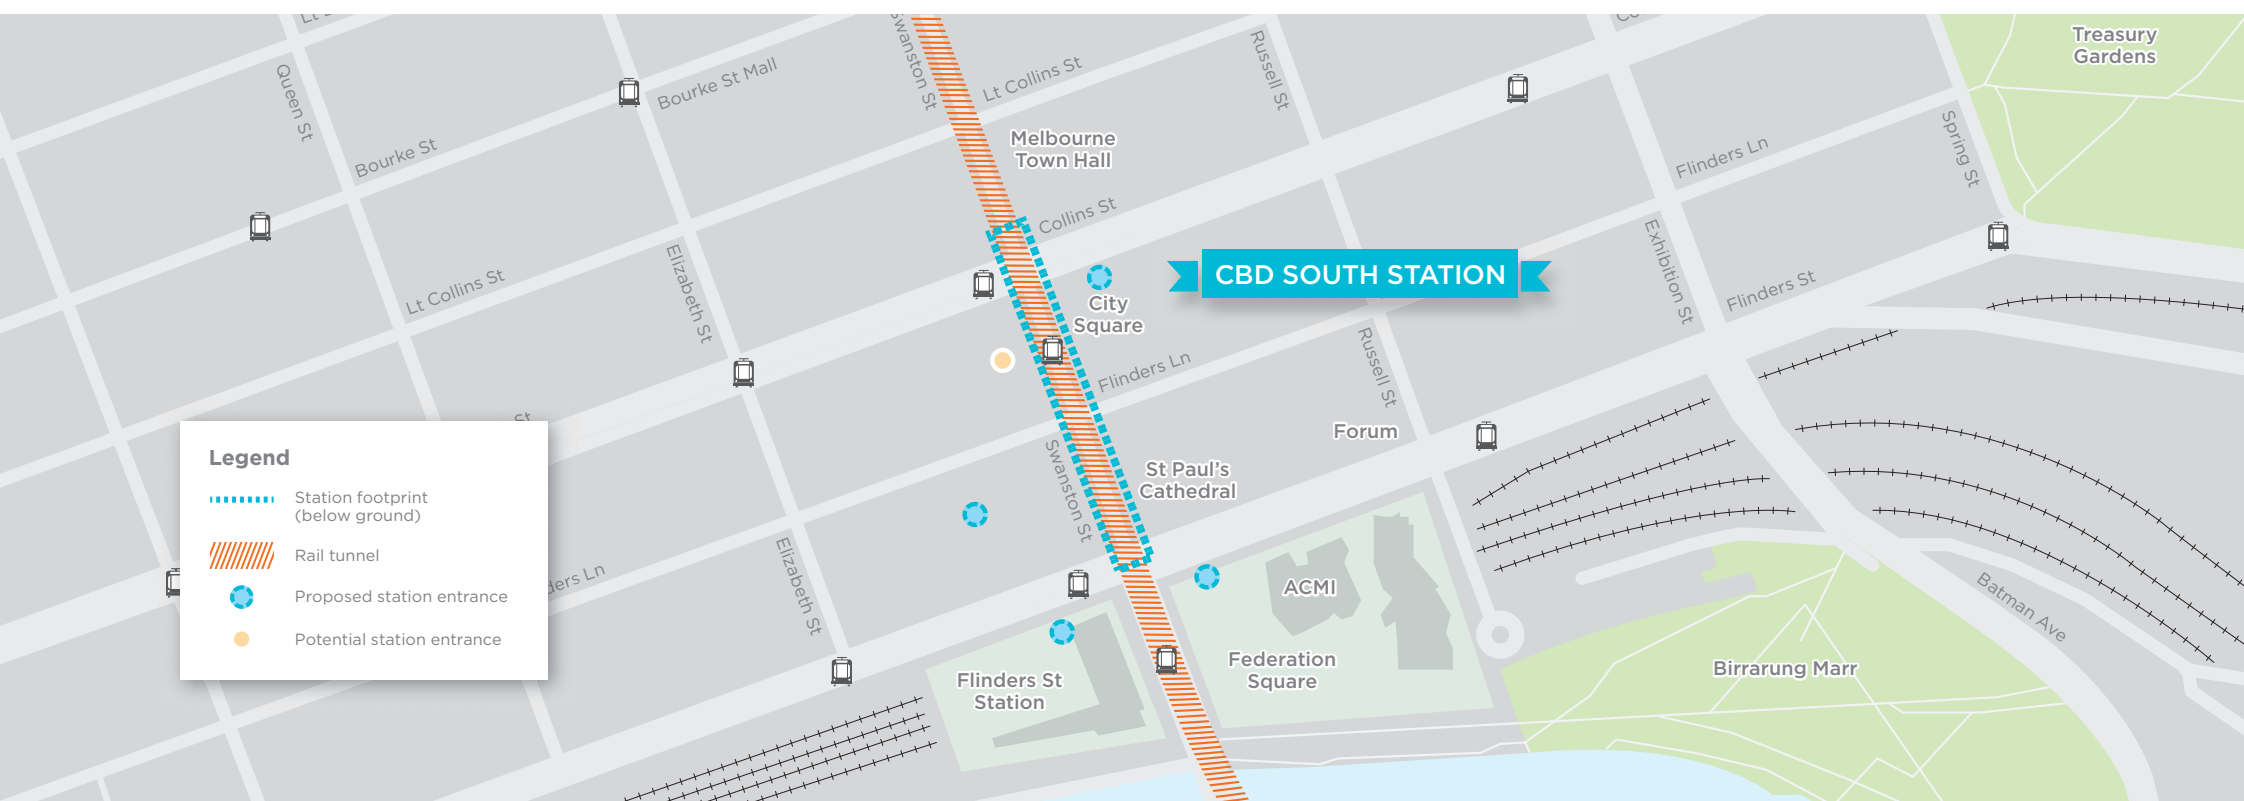 Treasury
Gardens
Swanston St
Russell St
Queen St
Bourke St Mall
Lt Collins St
Melbourne
Town Hall
Bourke St
Flinders Ln
Spring St
Collins St
Elizabeth St
Lt Collins St
Exhibition St
CBD SOUTH STATION
City
Square
Flinders St
Flinders Ln
Russell St
St
Forum
Legend
Station footprint
(below ground)
Rail tunnel
Proposed station entrance
Potential station entrance
Swanston St
St Paul's
Cathedral
ders Ln
Elizabeth St
ACMI
Batman Ave
Federation
Square
Flinders St
Station
Birrarung Marr